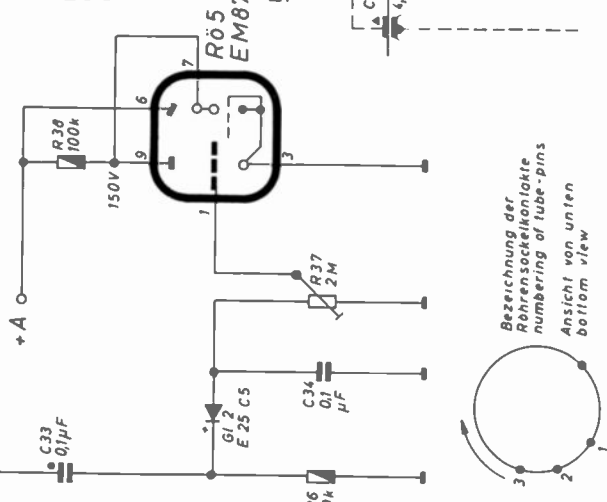 +A
R38
100k
150V
9
6
7
1
3
Rö5
EM87
C33
0,1µF
Gl 2
E 25 C5
C34
0,1
µF
R37
2M
Bezeichnung der
Röhrensockelkontakte
numbering of tube-pins
Ansicht von unten
bottom view
3
2
1